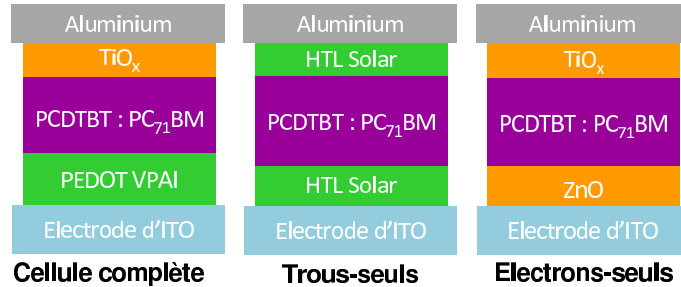 Aluminium
TiOₓ
PCDTBT : PC₇₁BM
PEDOT VPAI
Electrode d'ITO
Cellule complète
Aluminium
HTL Solar
PCDTBT : PC₇₁BM
HTL Solar
Electrode d'ITO
Trous-seuls
Aluminium
TiOₓ
PCDTBT : PC₇₁BM
ZnO
Electrode d'ITO
Electrons-seuls